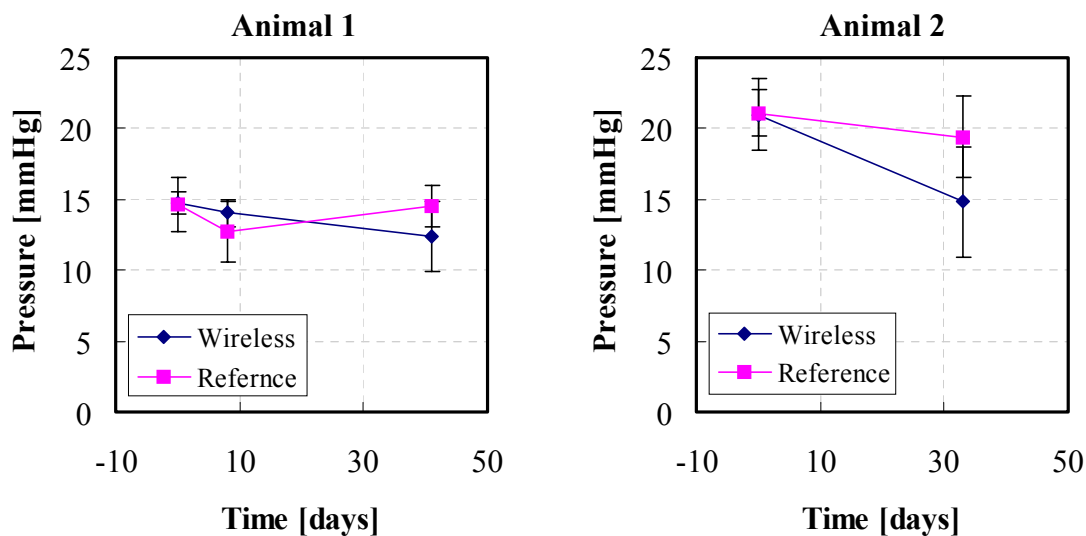 Animal 1
Pressure [mmHg]
25
20
15
10
5
0
Wireless
Refernce
-10 10 30 50
Time [days]
Animal 2
Pressure [mmHg]
25
20
15
10
5
0
Wireless
Reference
-10 10 30 50
Time [days]